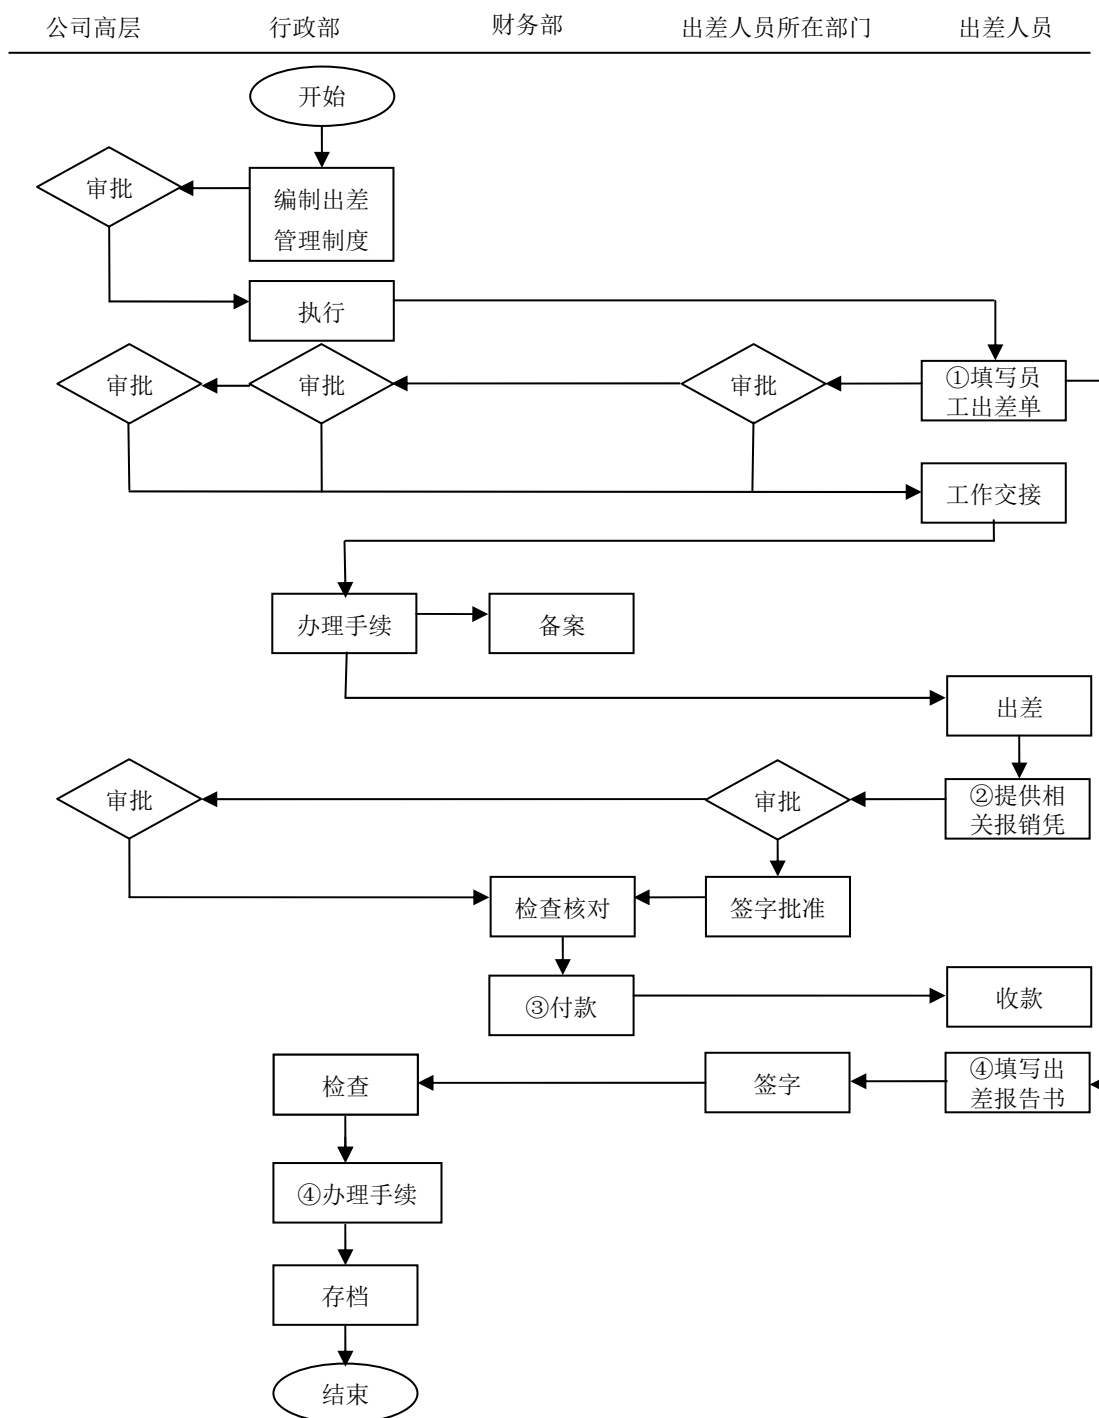 公司高层 行政部 财务部 出差人员所在部门 出差人员
开始
审批
编制出差
管理制度
执行
审批 审批 审批 ①填写员
工出差单
工作交接
办理手续 备案
出差
审批 审批 ②提供相
关报销凭
检查核对 签字批准
③付款 收款
检查 签字 ④填写出
差报告书
④办理手续
存档
结束